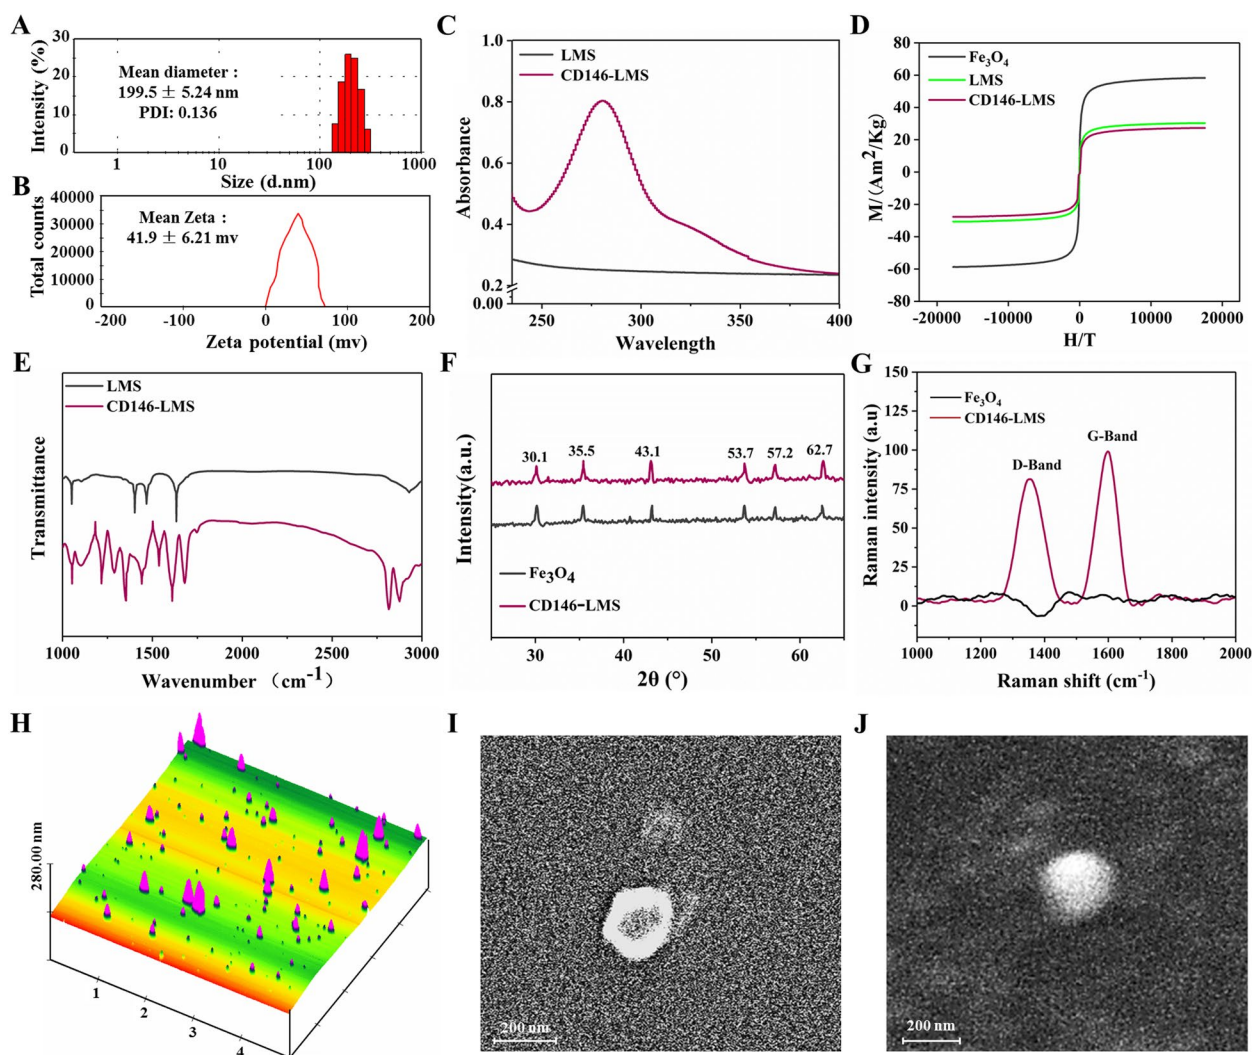 A
30
20
10
0
Intensity (%)
Mean diameter :
199.5 ± 5.24 nm
PDI: 0.136
1
10
100
1000
Size (d.nm)
B
40000
30000
20000
10000
0
Total counts
Mean Zeta :
41.9 ± 6.21 mv
-200
-100
0
100
200
Zeta potential (mv)
C
1.0
0.8
0.6
0.4
0.2
0.00
Absorbance
LMS
CD146-LMS
250
300
350
400
Wavelength
D
80
60
40
20
0
-20
-40
-60
-80
M/(Am²/Kg)
Fe₃O₄
LMS
CD146-LMS
-20000
-10000
0
10000
20000
H/T
E
LMS
CD146-LMS
Transmittance
1000
1500
2000
2500
3000
Wavenumber （cm⁻¹）
F
Intensity(a.u.)
30.1
35.5
43.1
53.7
57.2
62.7
Fe₃O₄
CD146-LMS
30
40
50
60
2θ (°)
G
150
125
100
75
50
25
0
Raman intensity (a.u)
Fe₃O₄
CD146-LMS
D-Band
G-Band
1000
1200
1400
1600
1800
2000
Raman shift (cm⁻¹)
H
280.00 nm
1
2
3
4
I
200 nm
J
200 nm